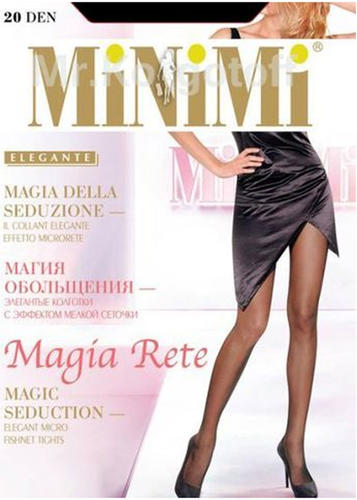 20 DEN
Mr.Kolgotoff
MiNiMi®
ELEGANTE
MAGIA DELLA
SEDUZIONE —
IL COLLANT ELEGANTE
EFFETTO MICRORETE
МАГИЯ
ОБОЛЬЩЕНИЯ —
ЭЛЕГАНТНЫЕ КОЛГОТКИ
С ЭФФЕКТОМ МЕЛКОЙ СЕТОЧКИ
Magia Rete
MAGIC
SEDUCTION —
ELEGANT MICRO
FISHNET TIGHTS